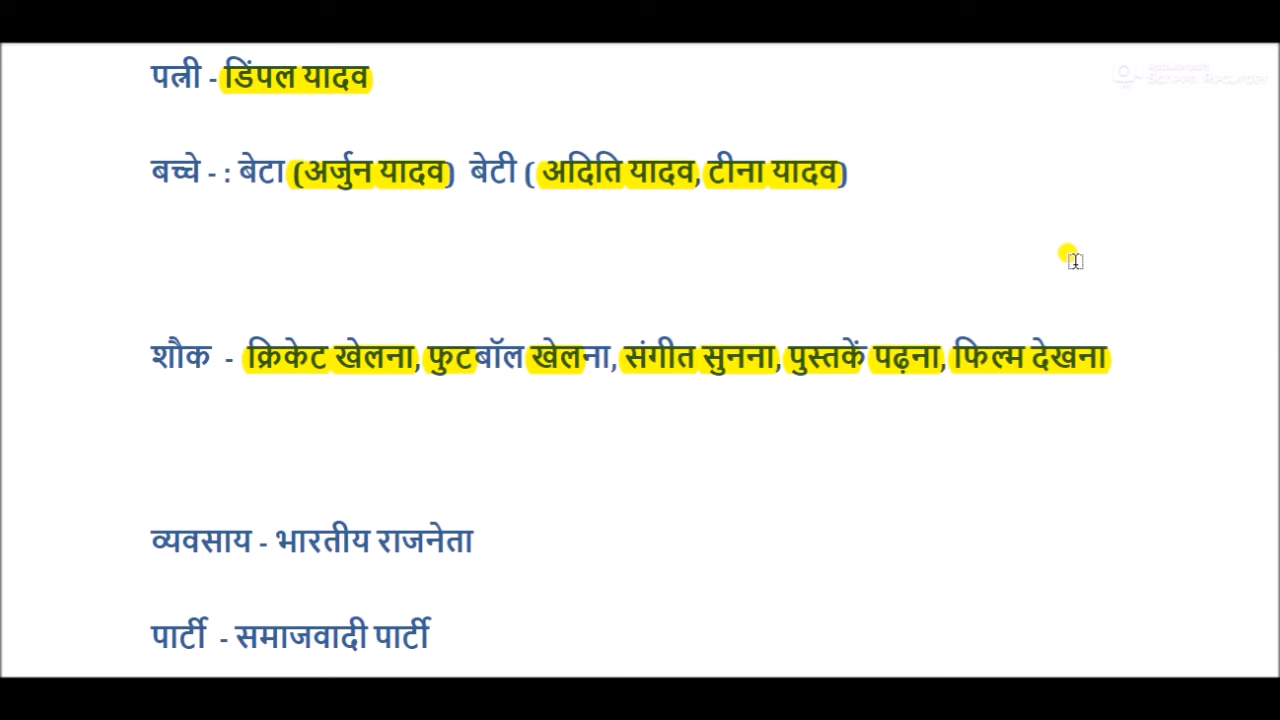 पत्नी - डिंपल यादव
बच्चे - : बेटा (अर्जुन यादव) बेटी ( अदिति यादव, टीना यादव)
शौक - क्रिकेट खेलना, फुटबॉल खेलना, संगीत सुनना, पुस्तकें पढ़ना, फिल्म देखना
व्यवसाय - भारतीय राजनेता
पार्टी - समाजवादी पार्टी